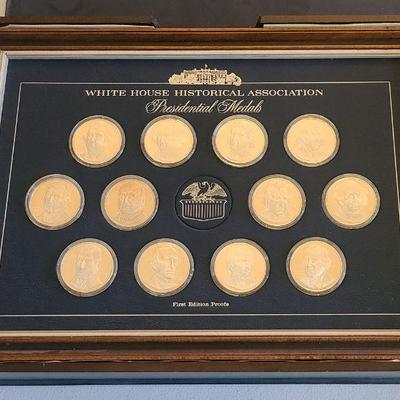 WHITE HOUSE HISTORICAL ASSOCIATION
Presidential Medals
First Edition Proofs